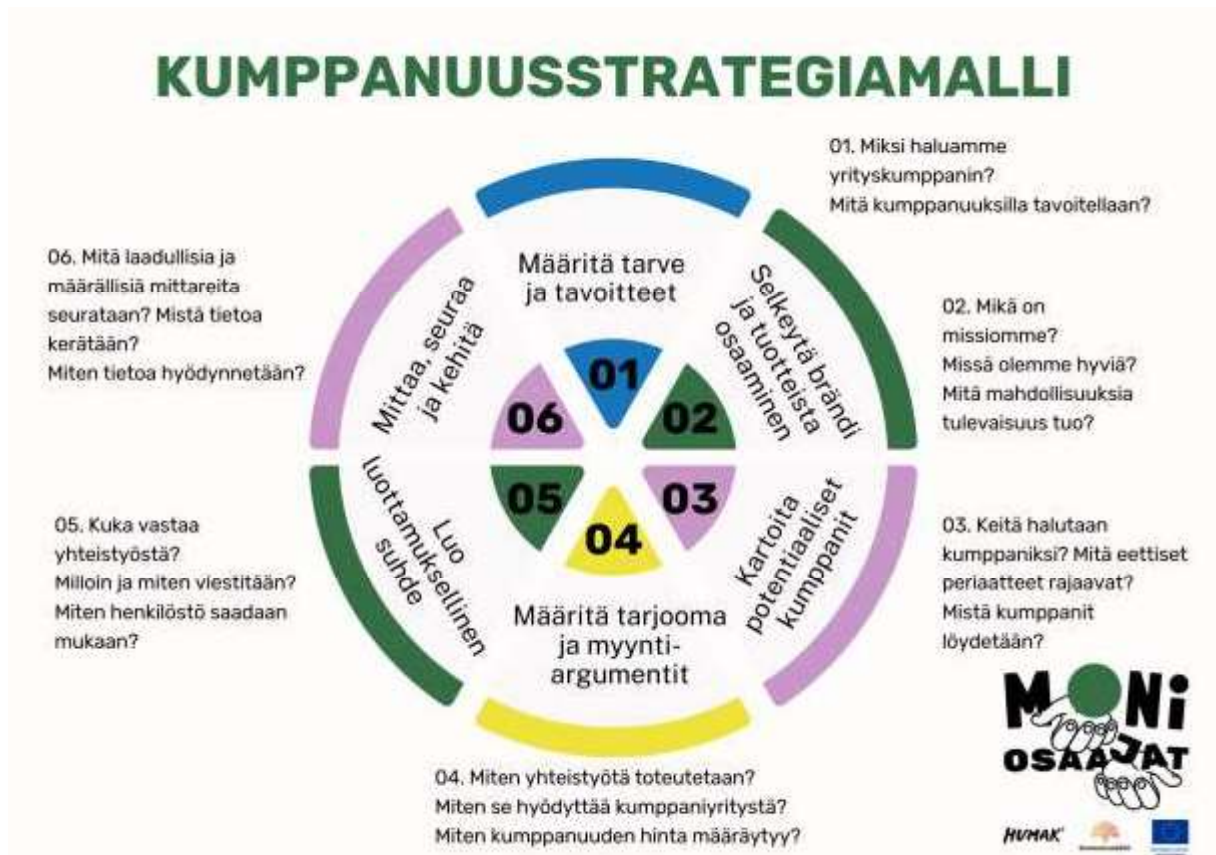 KUMPPANUUSSTRATEGIAMALLI
01. Miksi haluamme
yrityskumppanin?
Mitä kumppanuuksilla tavoitellaan?
02. Mikä on
missiomme?
Missä olemme hyviä?
Mitä mahdollisuuksia
tulevaisuus tuo?
03. Keitä halutaan
kumppaniksi? Mitä eettiset
periaatteet rajaavat?
Mistä kumppanit
löydetään?
04. Miten yhteistyötä toteutetaan?
Miten se hyödyttää kumppaniyritystä?
Miten kumppanuuden hinta määräytyy?
05. Kuka vastaa
yhteistyöstä?
Milloin ja miten viestitään?
Miten henkilöstö saadaan
mukaan?
06. Mitä laadullisia ja
määrällisiä mittareita
seurataan? Mistä tietoa
kerätään?
Miten tietoa hyödynnetään?
Määritä tarve
ja tavoitteet
01
Selkeytä brändi
ja tuotteista
osaaminen
02
Kartoita
potentiaaliset
kumppanit
03
Määritä tarjooma
ja myynti-
argumentit
04
Luo
luottamuksellinen
suhde
05
Mittaa, seuraa
ja kehitä
06
MONi
OSAAJAT
HUMAK